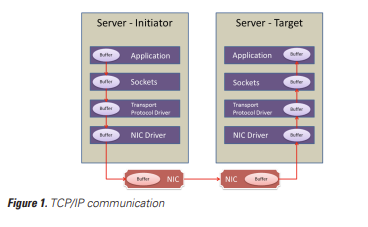 Server - Initiator
Buffer Application
Buffer Sockets
Buffer Transport
Protocol Driver
Buffer NIC Driver
Buffer NIC
Server - Target
Application Buffer
Sockets Buffer
Transport
Protocol Driver Buffer
NIC Driver Buffer
NIC Buffer
Figure 1. TCP/IP communication